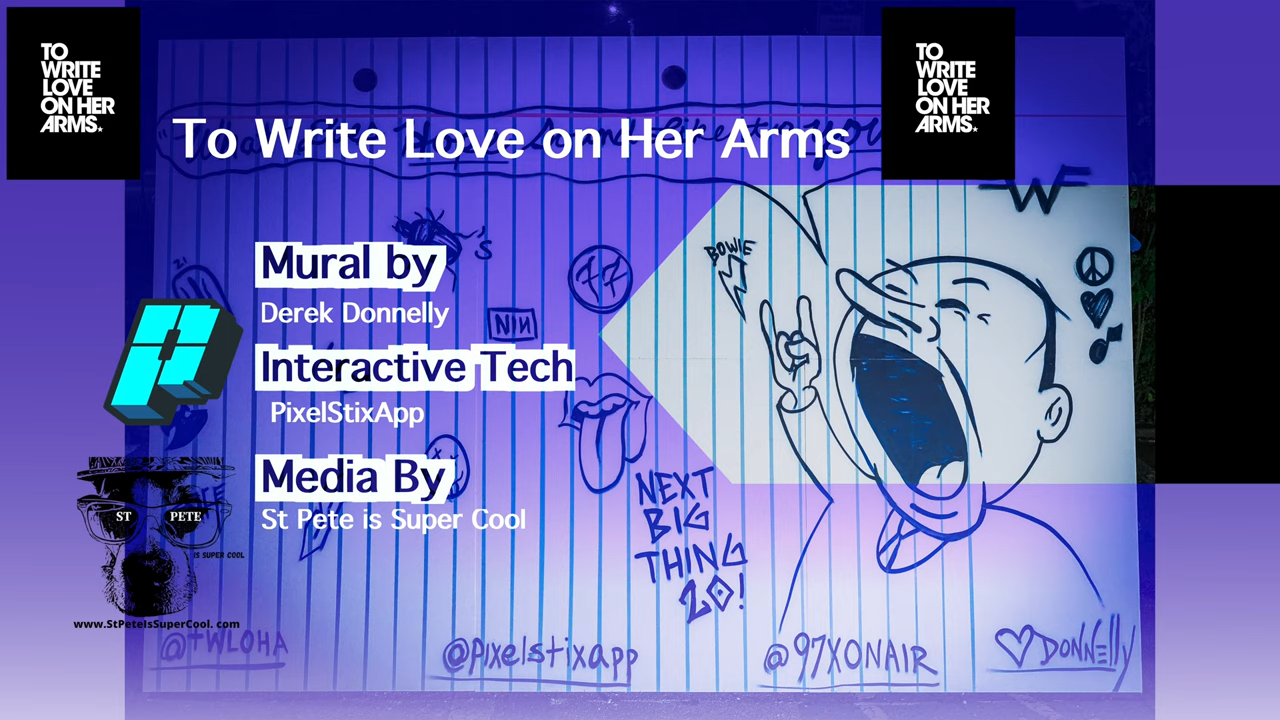 TO
WRITE
LOVE
ON HER
ARMS.
TO
WRITE
LOVE
ON HER
ARMS.
To Write Love on Her Arms
W
BOWIE
's
77
21
Mural by
Derek Donnelly
NIN
Interactive Tech
PixelStixApp
Media By
St Pete is Super Cool
ST PETE
IS SUPER COOL
www.StPeteIsSuperCool. com
NEXT
BIG
THING
20!
@TWLOHA
@pixelstixapp
@97XONAIR
DONNElly